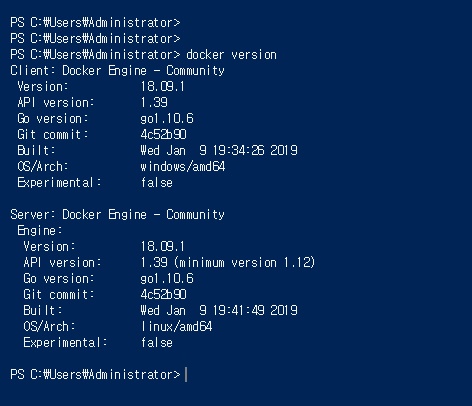 PS C:₩Users₩Administrator>
PS C:₩Users₩Administrator>
PS C:₩Users₩Administrator> docker version
Client: Docker Engine - Community
 Version:           18.09.1
 API version:       1.39
 Go version:        go1.10.6
 Git commit:        4c52b90
 Built:             Wed Jan  9 19:34:26 2019
 OS/Arch:           windows/amd64
 Experimental:      false

Server: Docker Engine - Community
 Engine:
  Version:          18.09.1
  API version:      1.39 (minimum version 1.12)
  Go version:       go1.10.6
  Git commit:       4c52b90
  Built:            Wed Jan  9 19:41:49 2019
  OS/Arch:          linux/amd64
  Experimental:     false

PS C:₩Users₩Administrator>